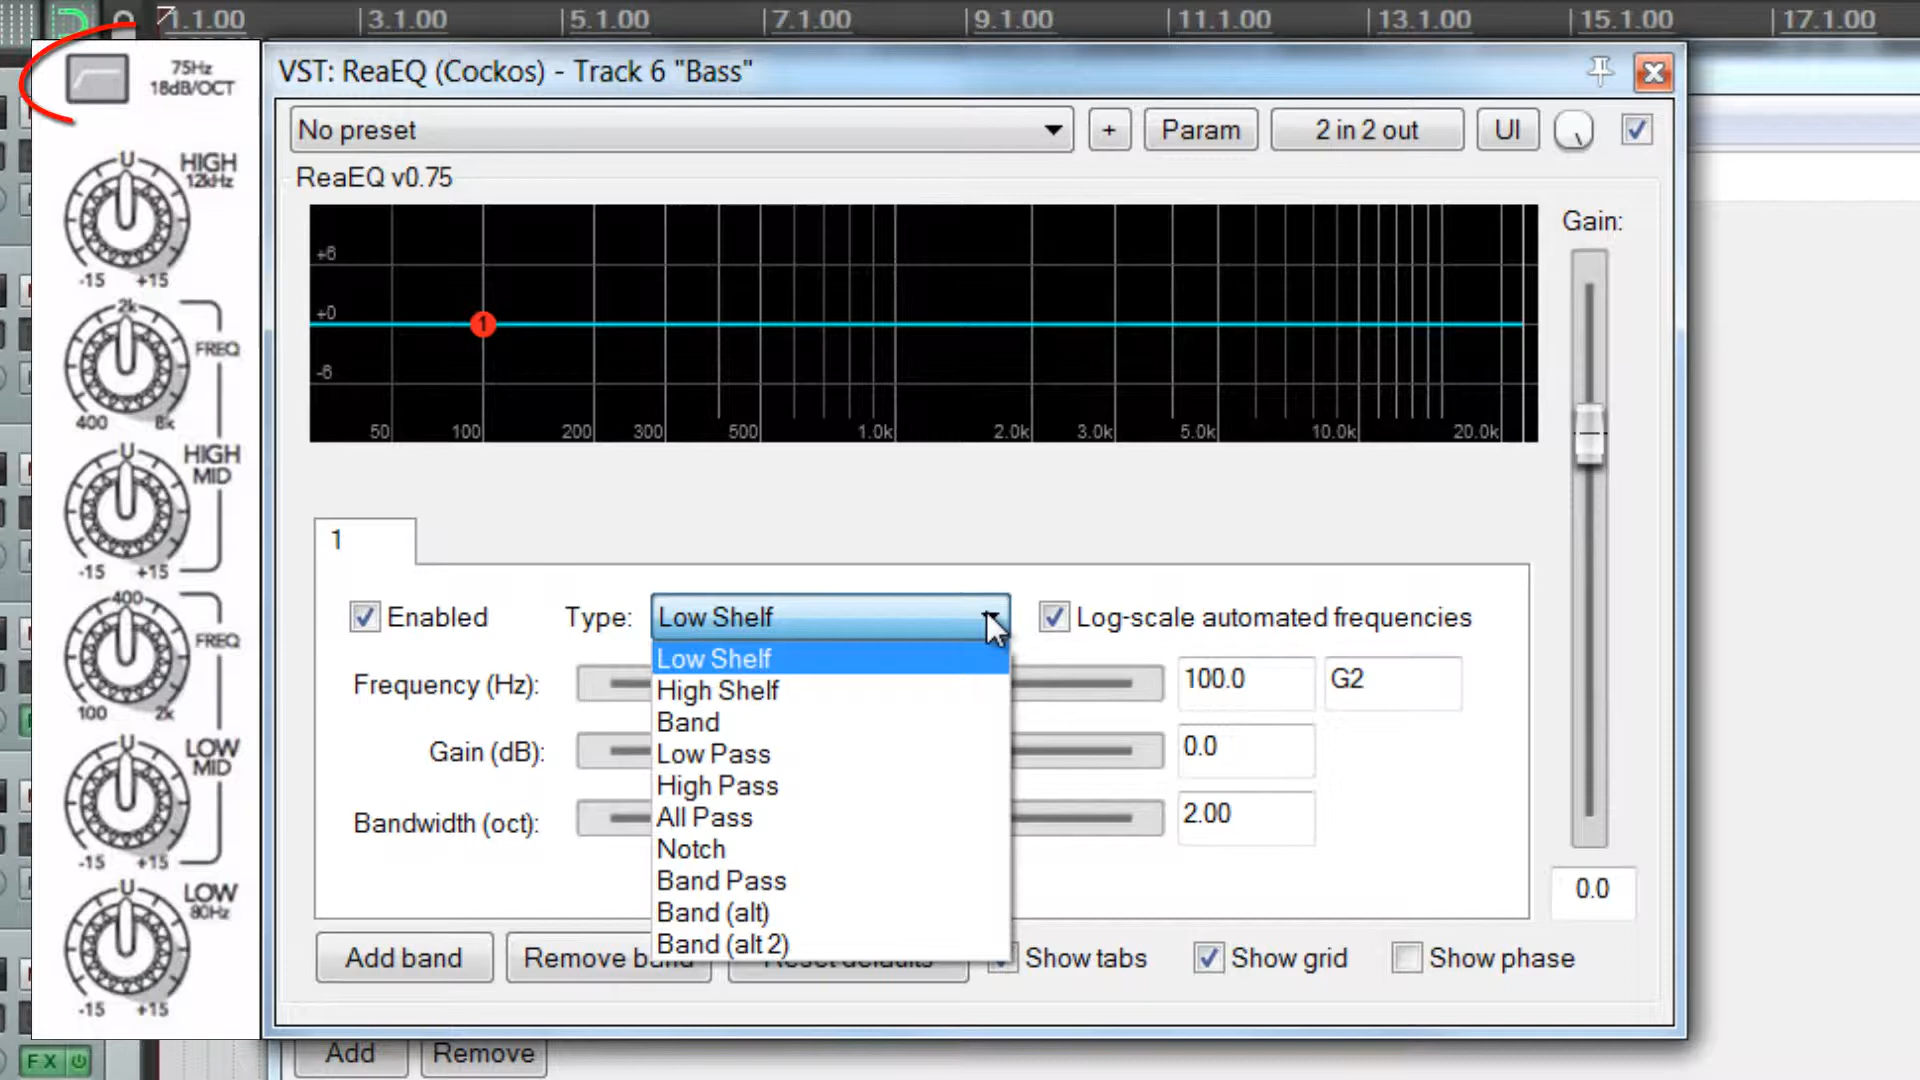 1.1.00 3.1.00 5.1.00 7.1.00 9.1.00 11.1.00 13.1.00 15.1.00 17.1.00
75Hz
18dB/OCT
HIGH
12kHz
U
-15 +15
2k
FREQ
400 8k
U
HIGH
MID
-15 +15
400
FREQ
100 2k
U
LOW
MID
-15 +15
U
LOW
80Hz
-15 +15
VST: ReaEQ (Cockos) - Track 6 "Bass"
No preset + Param 2 in 2 out UI
ReaEQ v0.75
Gain:
+6
+0
-6
1
50 100 200 300 500 1.0k 2.0k 3.0k 5.0k 10.0k 20.0k
1
Enabled Type: Low Shelf Log-scale automated frequencies
Low Shelf
High Shelf
Band
Low Pass
High Pass
All Pass
Notch
Band Pass
Band (alt)
Band (alt 2)
Frequency (Hz): 100.0 G2
Gain (dB): 0.0
Bandwidth (oct): 2.00
0.0
Add band Remove band Reset defaults Show tabs Show grid Show phase
FX Add Remove